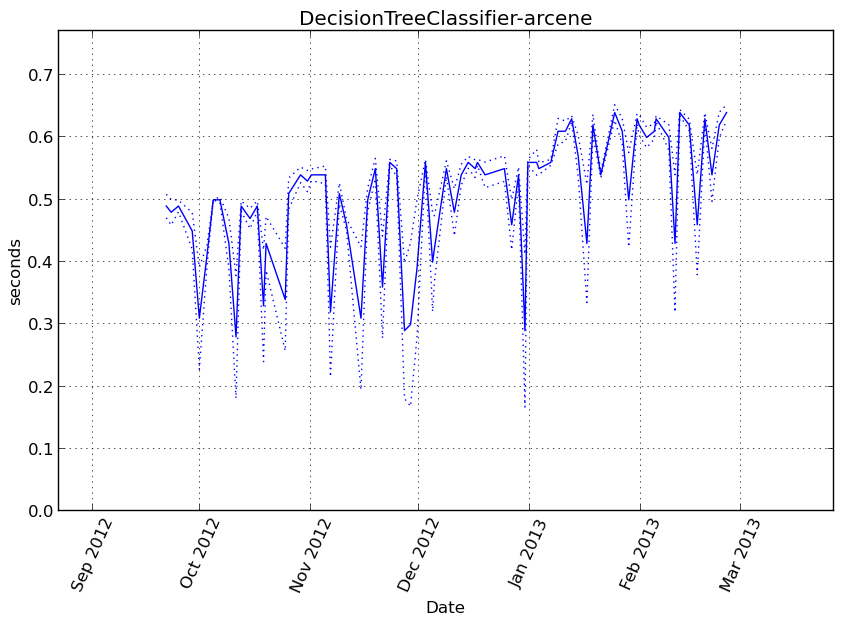 DecisionTreeClassifier-arcene
0.7
0.6
0.5
0.4
0.3
0.2
0.1
0.0
seconds
Sep 2012
Oct 2012
Nov 2012
Dec 2012
Jan 2013
Feb 2013
Mar 2013
Date